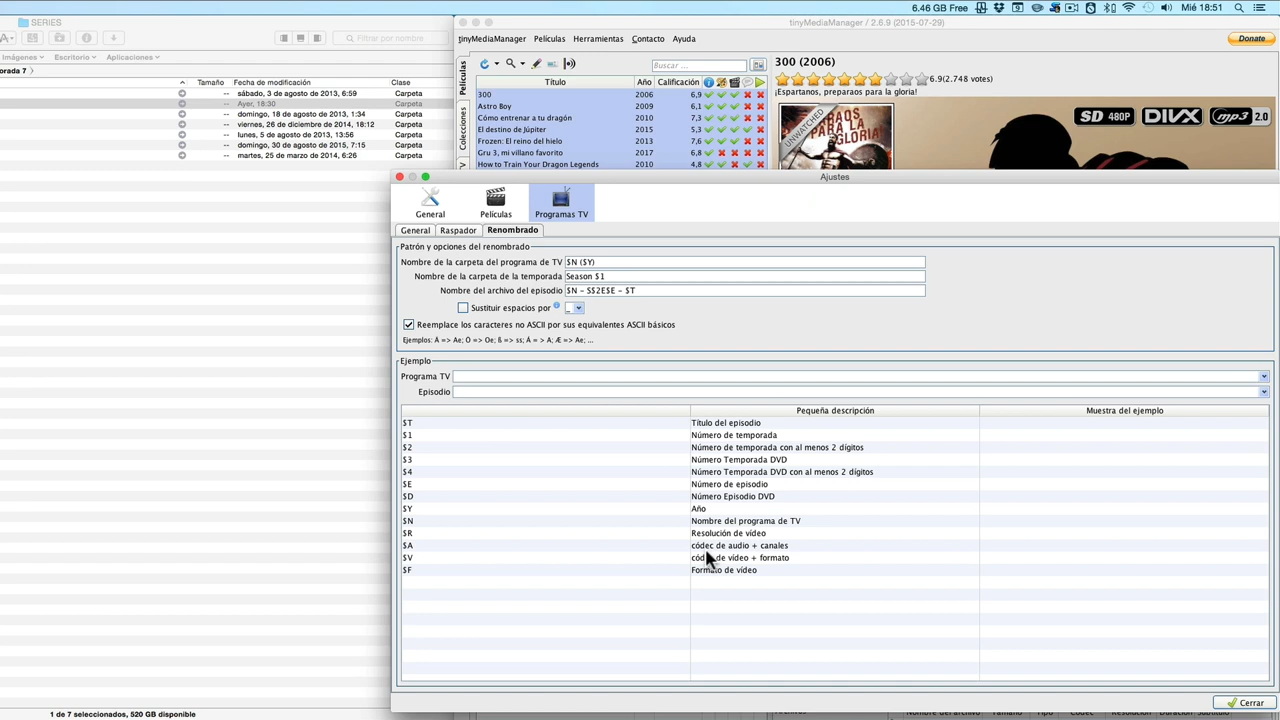 6.46 GB Free
Mié 18:51
SERIES
Filtrar por nombre
Imágenes
Escritorio
Aplicaciones
orada 7
Tamaño Fecha de modificación Clase
-- sábado, 3 de agosto de 2013, 6:59 Carpeta
-- Ayer, 18:30 Carpeta
-- domingo, 18 de agosto de 2013, 1:34 Carpeta
-- viernes, 26 de diciembre de 2014, 18:12 Carpeta
-- lunes, 5 de agosto de 2013, 13:56 Carpeta
-- domingo, 30 de agosto de 2015, 7:15 Carpeta
-- martes, 25 de marzo de 2014, 6:26 Carpeta
1 de 7 seleccionados, 520 GB disponible
tinyMediaManager / 2.6.9 (2015-07-29)
tinyMediaManager Películas Herramientas Contacto Ayuda
Donate
Películas
Colecciones
Buscar ...
Título Año Calificación
300 2006 6,9
Astro Boy 2009 6,1
Cómo entrenar a tu dragón 2010 7,3
El destino de Júpiter 2015 5,3
Frozen: El reino del hielo 2013 7,6
Gru 3, mi villano favorito 2017 6,8
How to Train Your Dragon Legends 2010 4,8
300 (2006)
6.9(2.748 votes)
¡Espartanos, preparaos para la gloria!
UNWATCHED
PARA LA
GLORIA!
SD 480P DIVX mp3 2.0
Ajustes
General Películas Programas TV
General Raspador Renombrado
Patrón y opciones del renombrado
Nombre de la carpeta del programa de TV $N ($Y)
Nombre de la carpeta de la temporada Season $1
Nombre del archivo del episodio $N - S$2E$E - $T
Sustituir espacios por _
Reemplace los caracteres no ASCII por sus equivalentes ASCII básicos
Ejemplos: Ä => Ae; Ö => Oe; ß => ss; Á => A; Æ => Ae; ...
Ejemplo
Programa TV
Episodio
Pequeña descripción Muestra del ejemplo
$T Título del episodio
$1 Número de temporada
$2 Número de temporada con al menos 2 dígitos
$3 Número Temporada DVD
$4 Número Temporada DVD con al menos 2 dígitos
$E Número de episodio
$D Número Episodio DVD
$Y Año
$N Nombre del programa de TV
$R Resolución de vídeo
$A códec de audio + canales
$V códec de vídeo + formato
$F Formato de vídeo
Cerrar